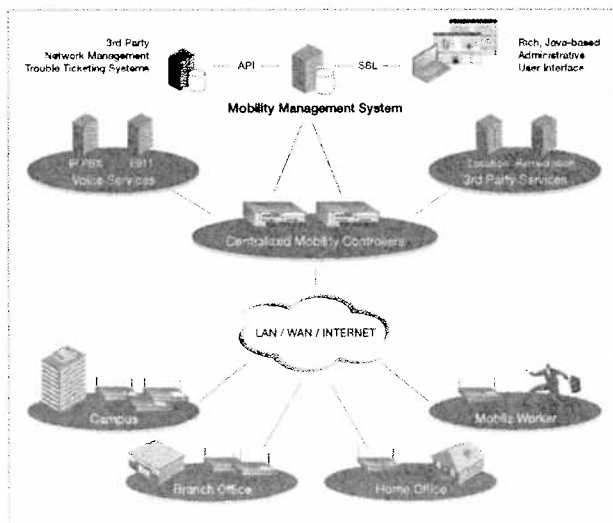 3rd Party
Network Management
Trouble Ticketing Systems
API
SSL
Rich, Java-based
Administrative
User Interface
Mobility Management System
IP PBX
E911
Voice Services
Location
Remediation
3rd Party Services
Centralized Mobility Controllers
LAN / WAN / INTERNET
Campus
Mobile Worker
Branch Office
Home Office